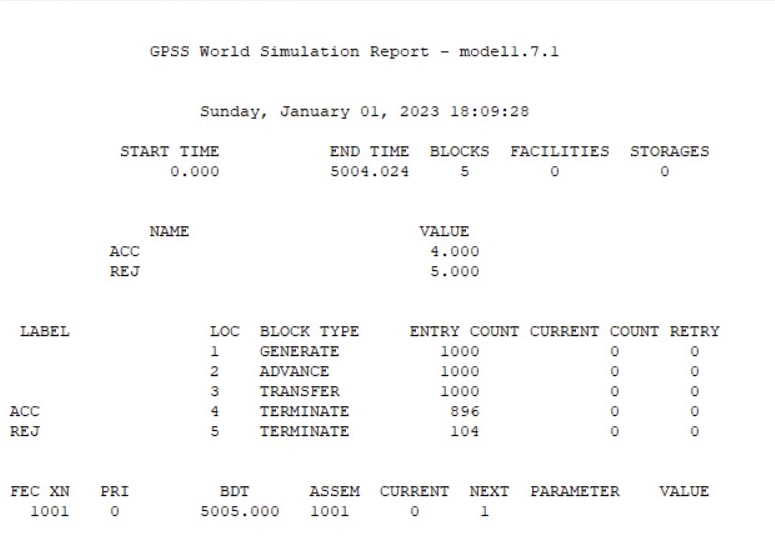 GPSS World Simulation Report - model1.7.1
Sunday, January 01, 2023 18:09:28
START TIME END TIME BLOCKS FACILITIES STORAGES
0.000 5004.024 5 0 0
NAME VALUE
ACC 4.000
REJ 5.000
LABEL LOC BLOCK TYPE ENTRY COUNT CURRENT COUNT RETRY
1 GENERATE 1000 0 0
2 ADVANCE 1000 0 0
3 TRANSFER 1000 0 0
ACC 4 TERMINATE 896 0 0
REJ 5 TERMINATE 104 0 0
FEC XN PRI BDT ASSEM CURRENT NEXT PARAMETER VALUE
1001 0 5005.000 1001 0 1